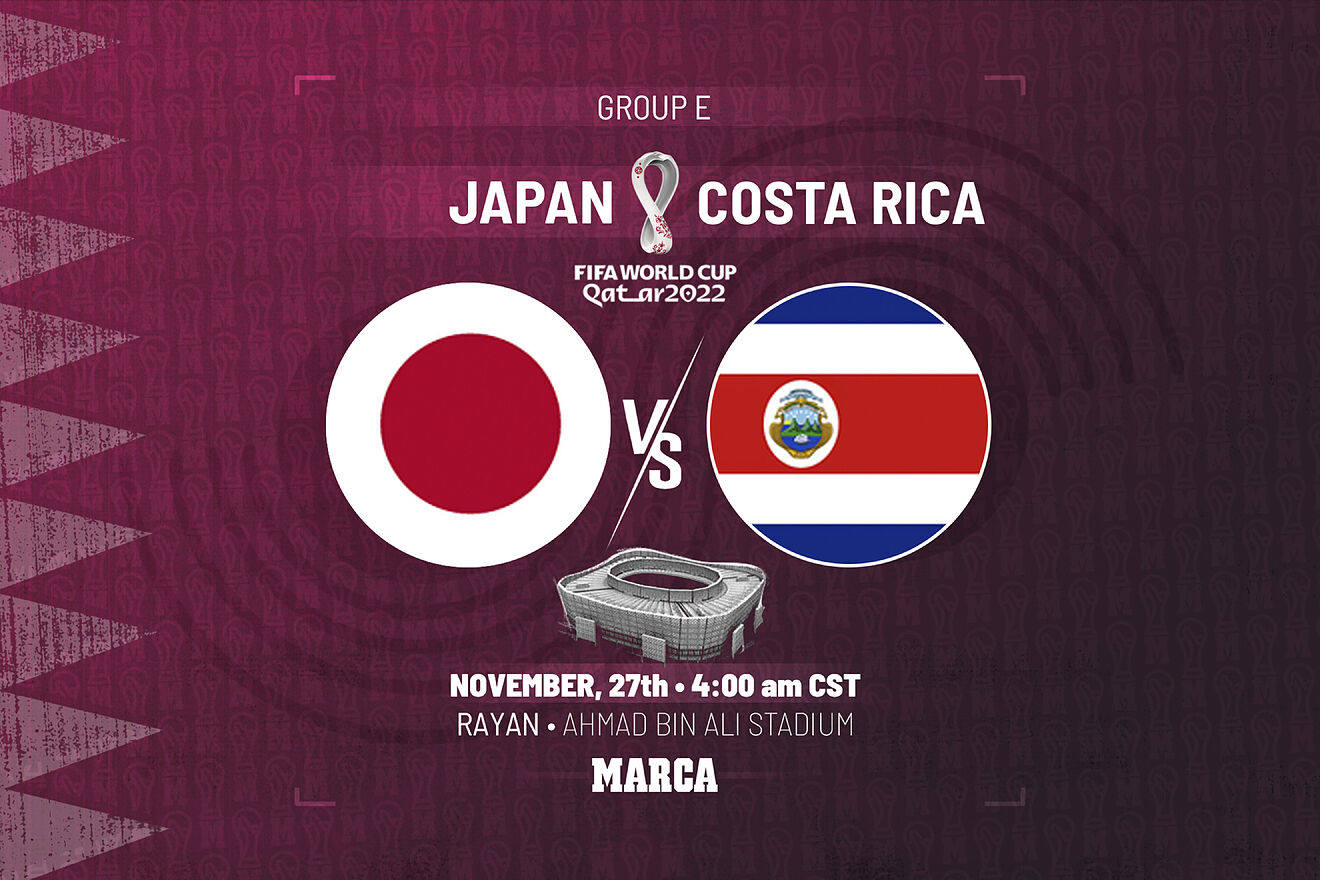 GROUP E
JAPAN COSTA RICA
FIFA WORLD CUP
Qatar2022
VS
NOVEMBER, 27th • 4:00 am CST
RAYAN • AHMAD BIN ALI STADIUM
MARCA